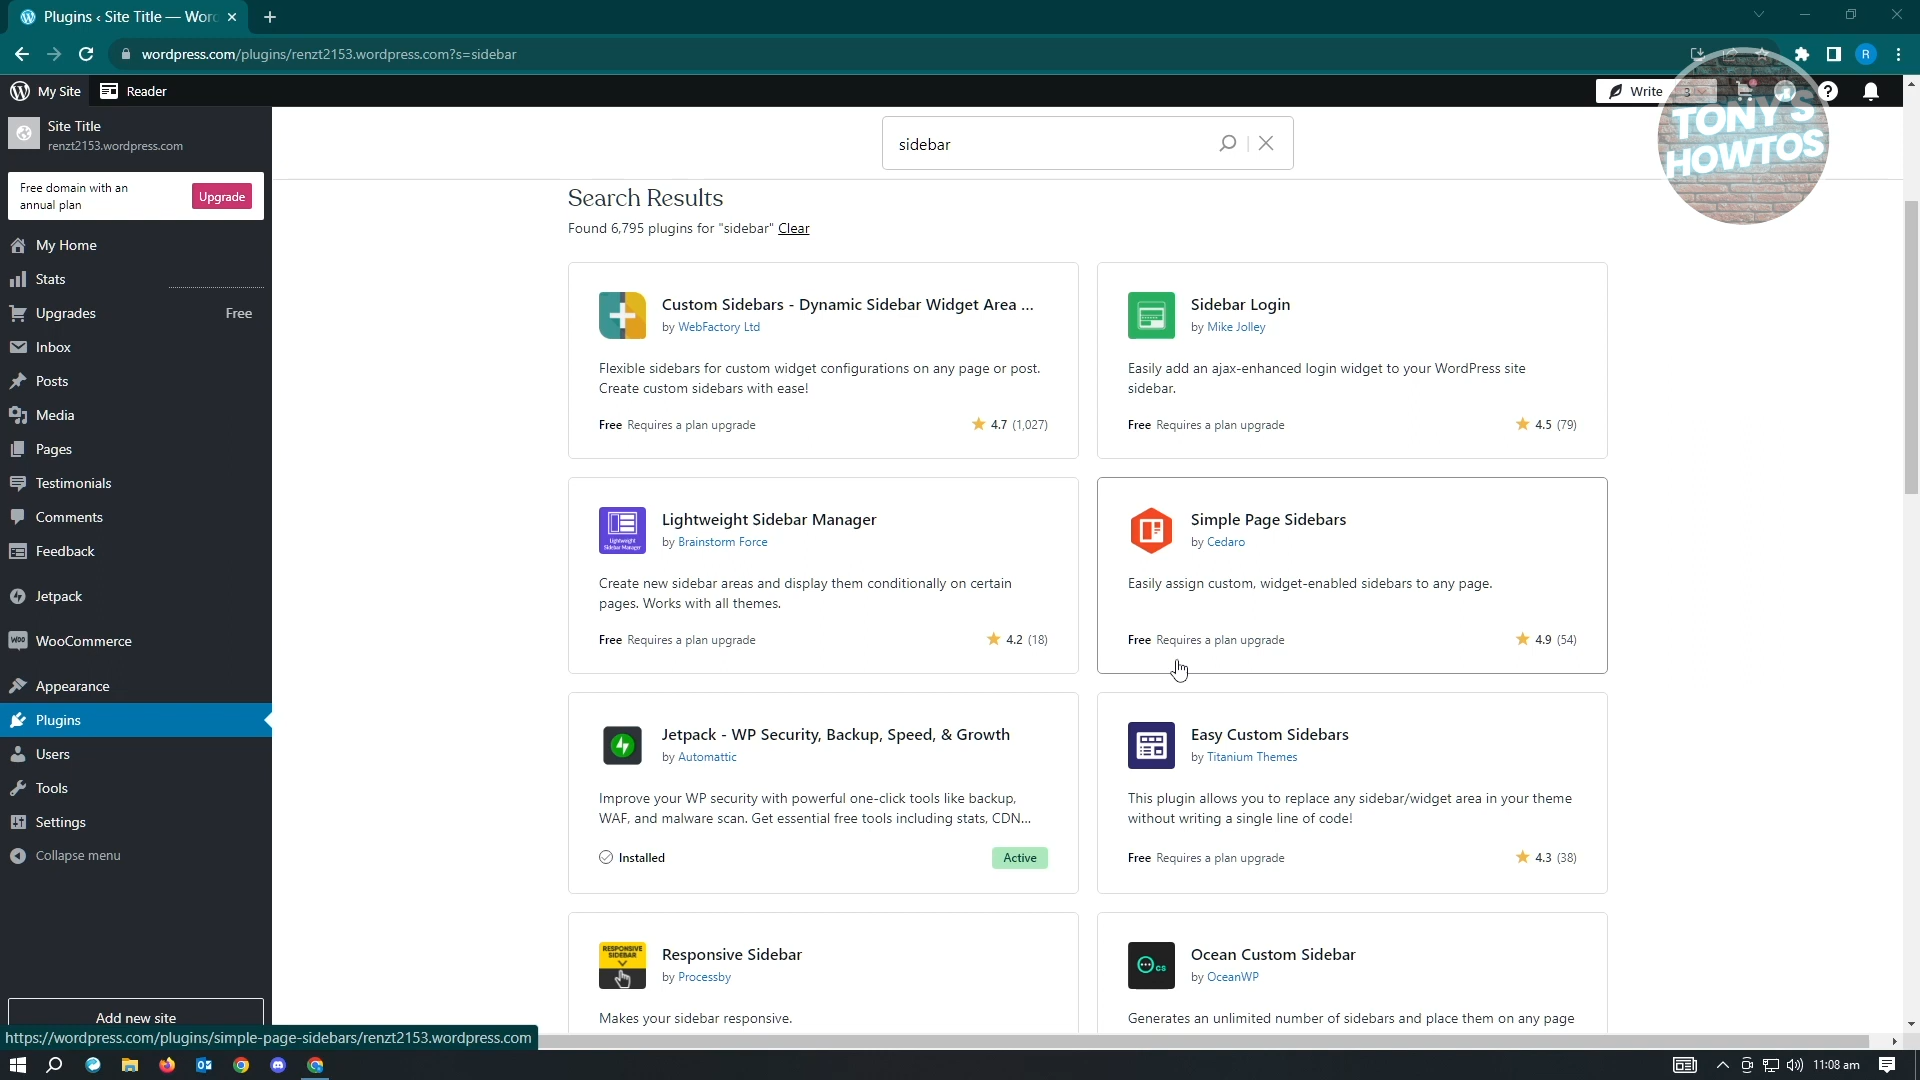 Plugins ‹ Site Title — Wor
wordpress.com/plugins/renzt2153.wordpress.com?s=sidebar
R
My Site
Reader
Write
3
TONY'S
HOWTOS
Site Title
renzt2153.wordpress.com
Free domain with an
annual plan
Upgrade
My Home
Stats
Upgrades
Free
Inbox
Posts
Media
Pages
Testimonials
Comments
Feedback
Jetpack
WooCommerce
Appearance
Plugins
Users
Tools
Settings
Collapse menu
Add new site
sidebar
Search Results
Found 6,795 plugins for "sidebar" Clear
Custom Sidebars - Dynamic Sidebar Widget Area ...
by WebFactory Ltd
Flexible sidebars for custom widget configurations on any page or post.
Create custom sidebars with ease!
Free Requires a plan upgrade
4.7 (1,027)
Sidebar Login
by Mike Jolley
Easily add an ajax-enhanced login widget to your WordPress site
sidebar.
Free Requires a plan upgrade
4.5 (79)
Lightweight
Sidebar Manager
Lightweight Sidebar Manager
by Brainstorm Force
Create new sidebar areas and display them conditionally on certain
pages. Works with all themes.
Free Requires a plan upgrade
4.2 (18)
Simple Page Sidebars
by Cedaro
Easily assign custom, widget-enabled sidebars to any page.
Free Requires a plan upgrade
4.9 (54)
Jetpack - WP Security, Backup, Speed, & Growth
by Automattic
Improve your WP security with powerful one-click tools like backup,
WAF, and malware scan. Get essential free tools including stats, CDN...
Installed
Active
Easy Custom Sidebars
by Titanium Themes
This plugin allows you to replace any sidebar/widget area in your theme
without writing a single line of code!
Free Requires a plan upgrade
4.3 (38)
RESPONSIVE
SIDEBAR
Responsive Sidebar
by Processby
Makes your sidebar responsive.
CS
Ocean Custom Sidebar
by OceanWP
Generates an unlimited number of sidebars and place them on any page
https://wordpress.com/plugins/simple-page-sidebars/renzt2153.wordpress.com
11:08 am